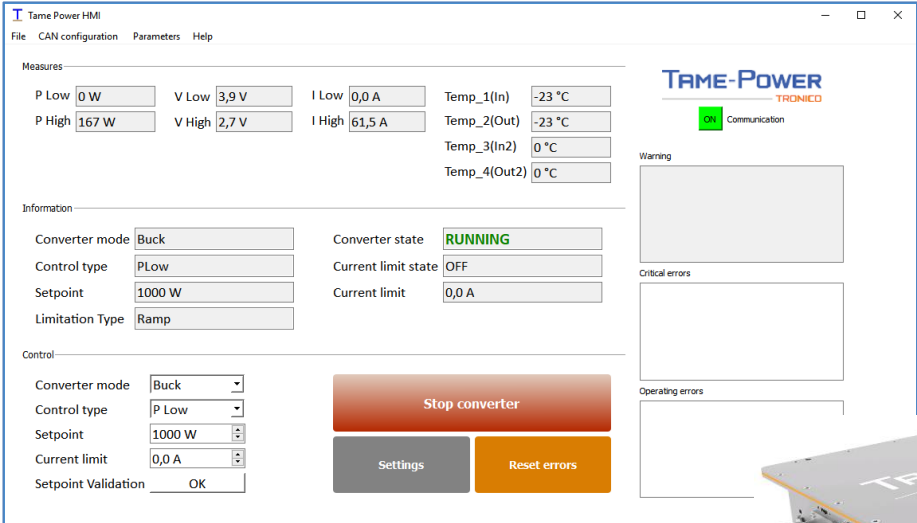 Tame Power HMI
File CAN configuration Parameters Help
Measures
P Low 0 W V Low 3,9 V I Low 0,0 A Temp_1(In) -23 °C
P High 167 W V High 2,7 V I High 61,5 A Temp_2(Out) -23 °C
Temp_3(In2) 0 °C
Temp_4(Out2) 0 °C
TAME-POWER
TRONICO
ON Communication
Warning
Information
Converter mode Buck Converter state RUNNING
Control type PLow Current limit state OFF
Setpoint 1000 W Current limit 0,0 A
Limitation Type Ramp
Critical errors
Control
Converter mode Buck
Control type P Low
Setpoint 1000 W
Current limit 0,0 A
Setpoint Validation OK
Stop converter
Settings Reset errors
Operating errors